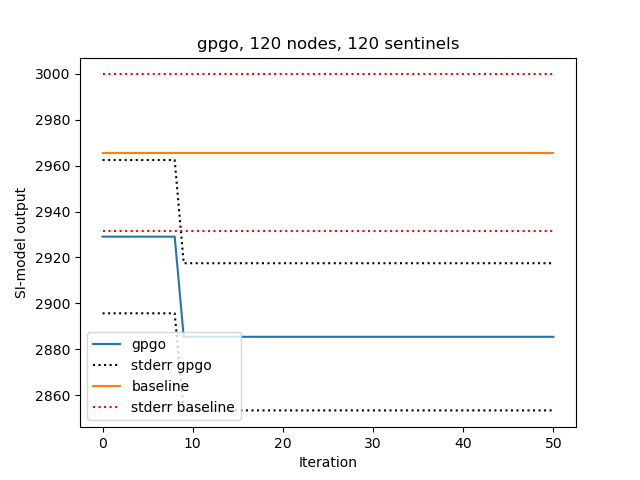 gpgo, 120 nodes, 120 sentinels
3000
2980
2960
2940
2920
2900
2880
2860
SI-model output
gpgo
stderr gpgo
baseline
stderr baseline
0 10 20 30 40 50
Iteration